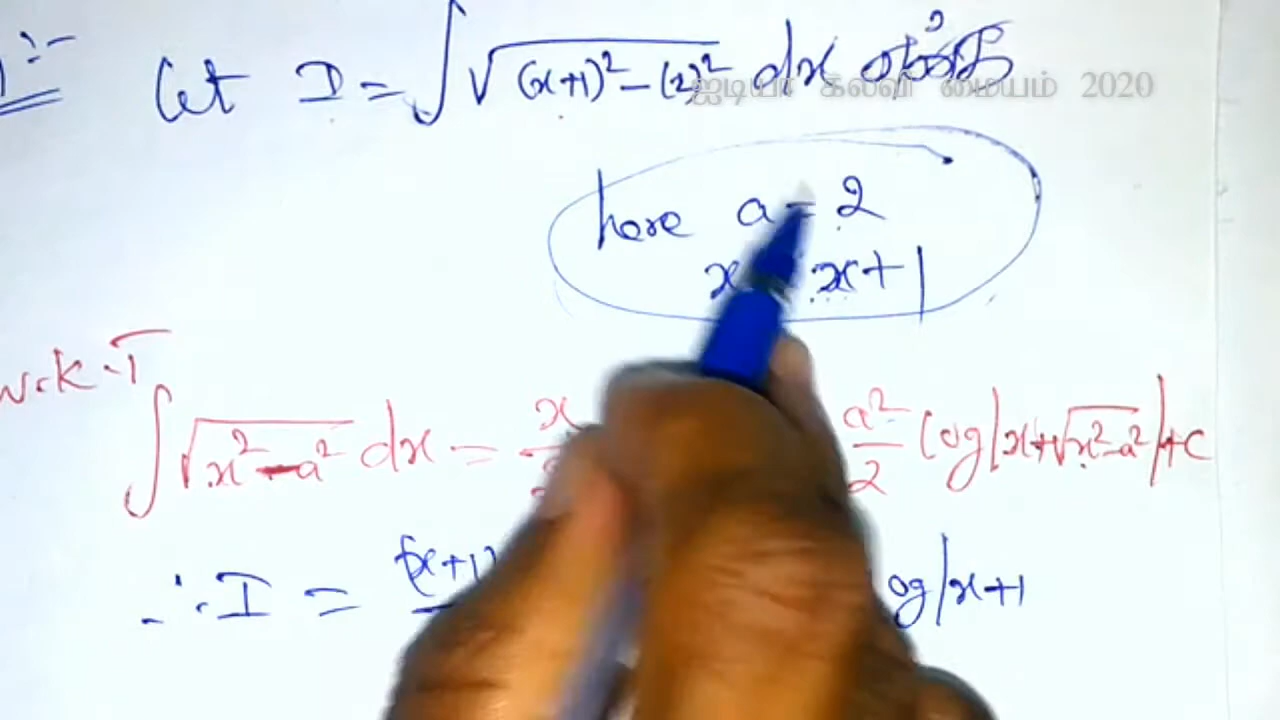 Let I = ∫√(x+1)² − (2)² dx என்க
ஐடியா கல்வி மையம் 2020
here a = 2
x x+1
w.k.T
∫√x² − a² dx = x a²/2 log|x+√x²−a²|+c
∴ I = (x+1) og|x+1